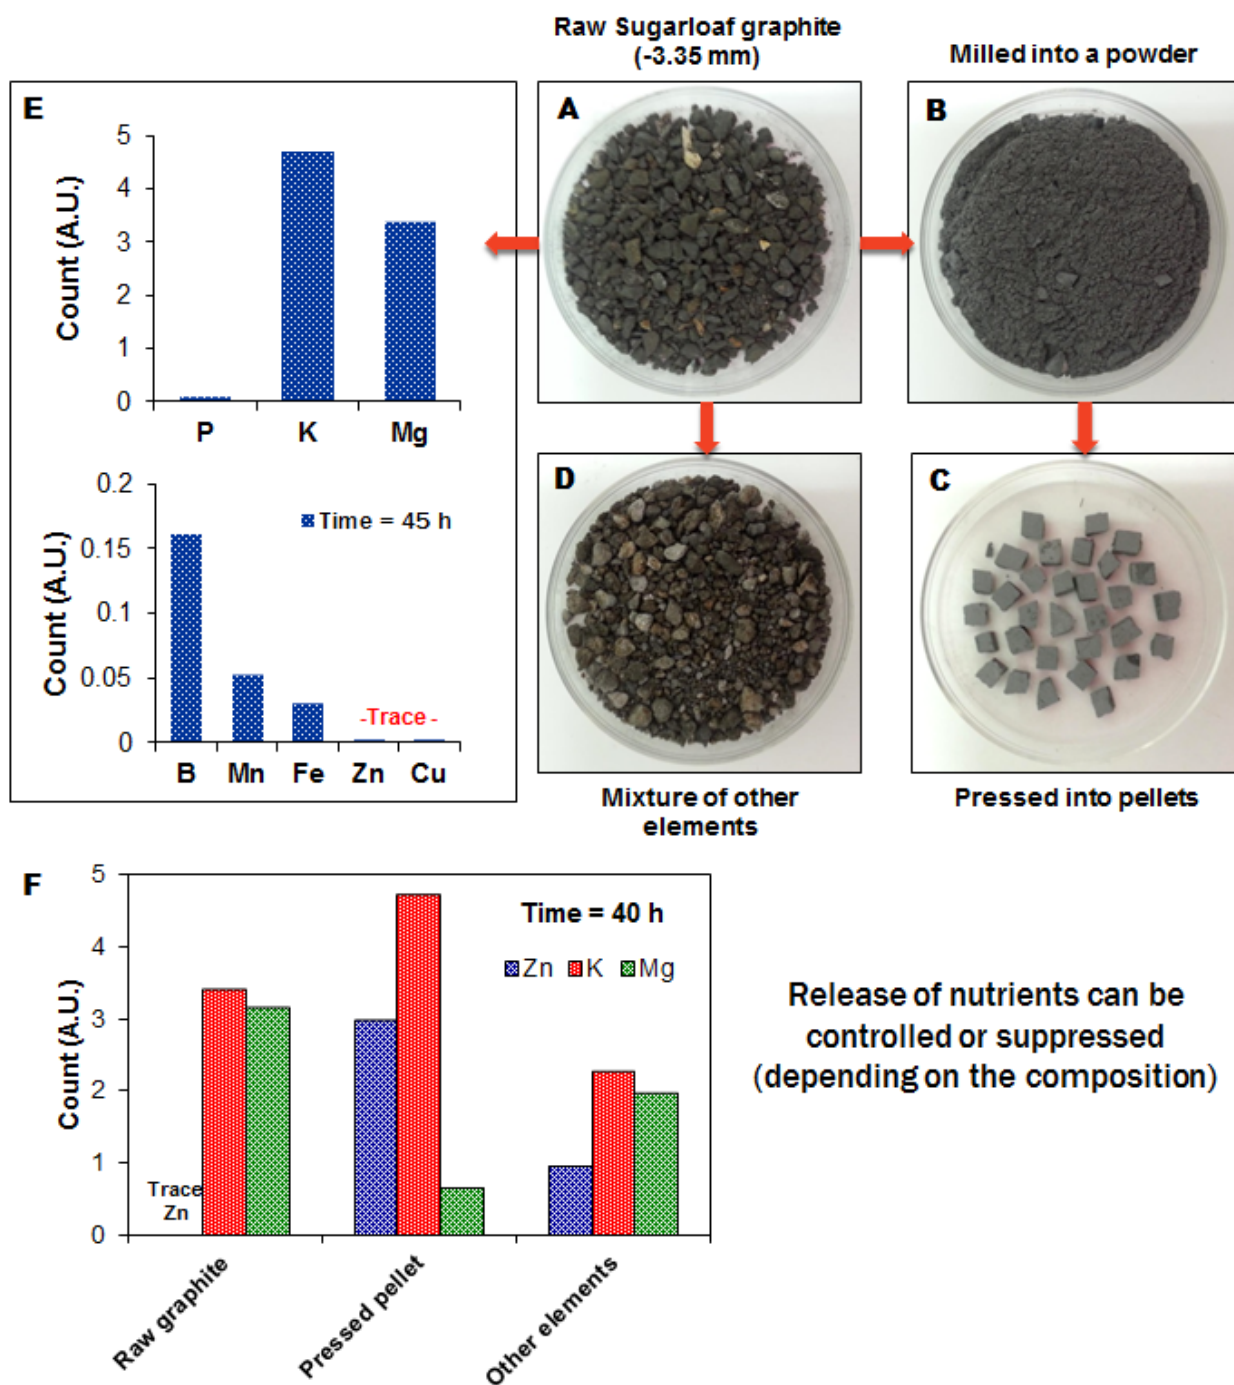 Raw Sugarloaf graphite
(-3.35 mm)
Milled into a powder
E
5
4
3
2
1
0
Count (A.U.)
P K Mg
0.2
0.15
0.1
0.05
0
Count (A.U.)
Time = 45 h
-Trace -
B Mn Fe Zn Cu
A
B
D
C
Mixture of other
elements
Pressed into pellets
F
5
4
3
2
1
0
Count (A.U.)
Time = 40 h
Zn K Mg
Trace
Zn
Raw graphite
Pressed pellet
Other elements
Release of nutrients can be
controlled or suppressed
(depending on the composition)